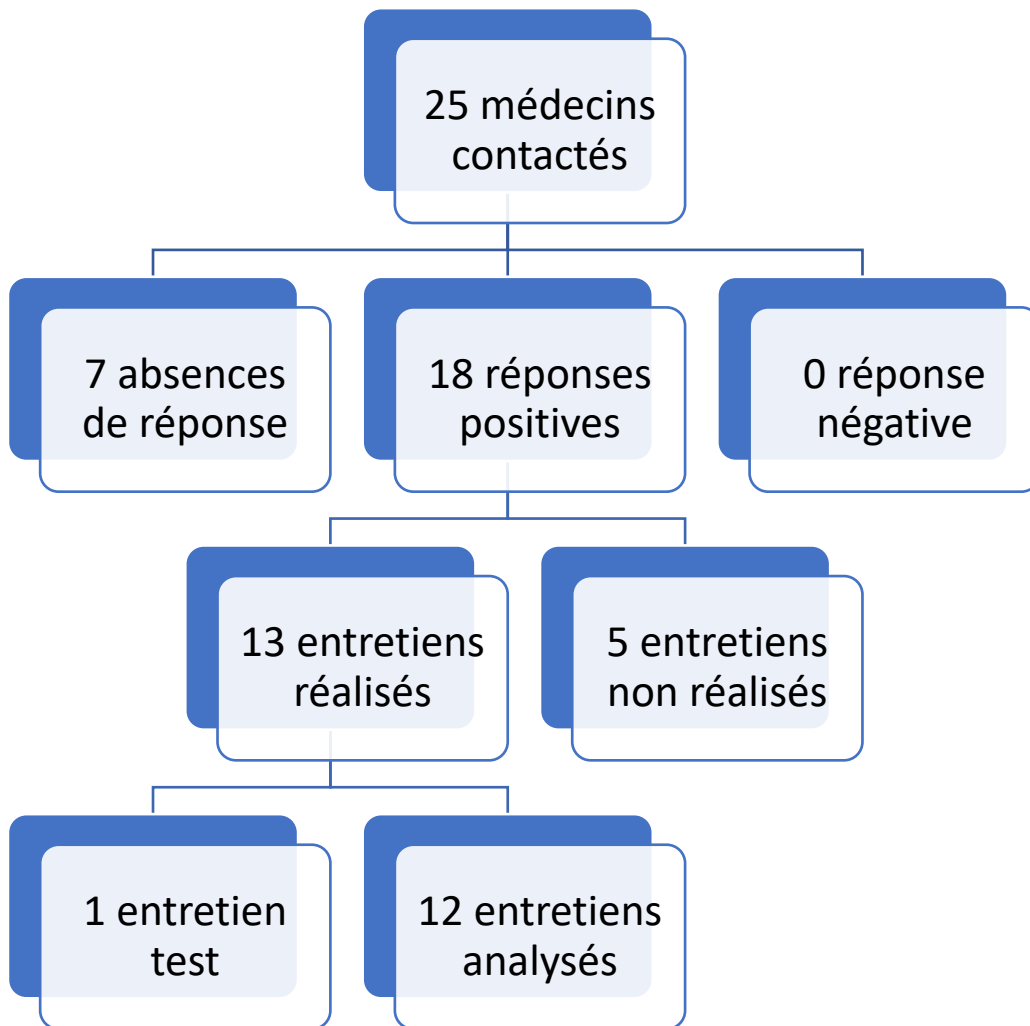 25 médecins
contactés
7 absences
de réponse
18 réponses
positives
0 réponse
négative
13 entretiens
réalisés
5 entretiens
non réalisés
1 entretien
test
12 entretiens
analysés